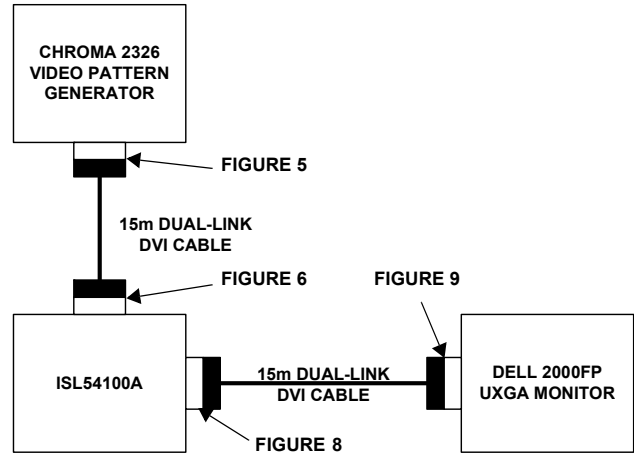 CHROMA 2326
VIDEO PATTERN
GENERATOR
FIGURE 5
15m DUAL-LINK
DVI CABLE
FIGURE 6
FIGURE 9
ISL54100A
15m DUAL-LINK
DVI CABLE
DELL 2000FP
UXGA MONITOR
FIGURE 8